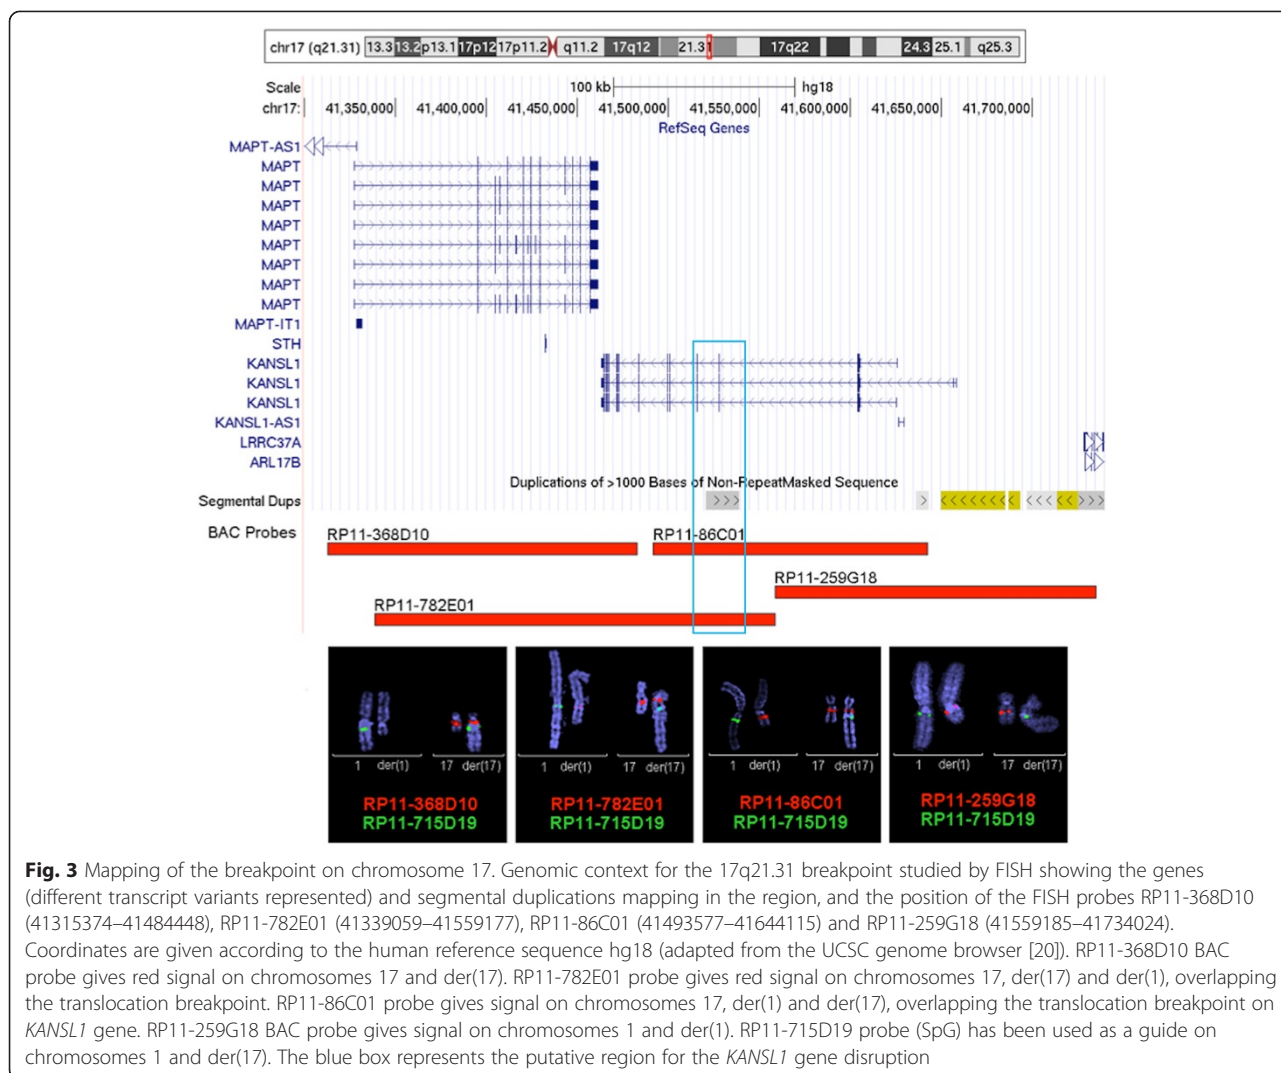 chr17 (q21.31) 13.3 13.2 p13.1 17p12 17p11.2 q11.2 17q12 21.31 17q22 24.3 25.1 q25.3
Scale 100 kb hg18
chr17: 41,350,000 41,400,000 41,450,000 41,500,000 41,550,000 41,600,000 41,650,000 41,700,000
RefSeq Genes
MAPT-AS1
MAPT
MAPT
MAPT
MAPT
MAPT
MAPT
MAPT
MAPT
MAPT-IT1
STH
KANSL1
KANSL1
KANSL1
KANSL1-AS1
LRRC37A
ARL17B
Duplications of >1000 Bases of Non-RepeatMasked Sequence
Segmental Dups
BAC Probes
RP11-368D10 RP11-86C01
RP11-259G18
RP11-782E01
1 der(1) 17 der(17)
RP11-368D10
RP11-715D19
1 der(1) 17 der(17)
RP11-782E01
RP11-715D19
1 der(1) 17 der(17)
RP11-86C01
RP11-715D19
1 der(1) 17 der(17)
RP11-259G18
RP11-715D19
Fig. 3 Mapping of the breakpoint on chromosome 17. Genomic context for the 17q21.31 breakpoint studied by FISH showing the genes
(different transcript variants represented) and segmental duplications mapping in the region, and the position of the FISH probes RP11-368D10
(41315374–41484448), RP11-782E01 (41339059–41559177), RP11-86C01 (41493577–41644115) and RP11-259G18 (41559185–41734024).
Coordinates are given according to the human reference sequence hg18 (adapted from the UCSC genome browser [20]). RP11-368D10 BAC
probe gives red signal on chromosomes 17 and der(17). RP11-782E01 probe gives red signal on chromosomes 17, der(17) and der(1), overlapping
the translocation breakpoint. RP11-86C01 probe gives signal on chromosomes 17, der(1) and der(17), overlapping the translocation breakpoint on
KANSL1 gene. RP11-259G18 BAC probe gives signal on chromosomes 1 and der(1). RP11-715D19 probe (SpG) has been used as a guide on
chromosomes 1 and der(17). The blue box represents the putative region for the KANSL1 gene disruption